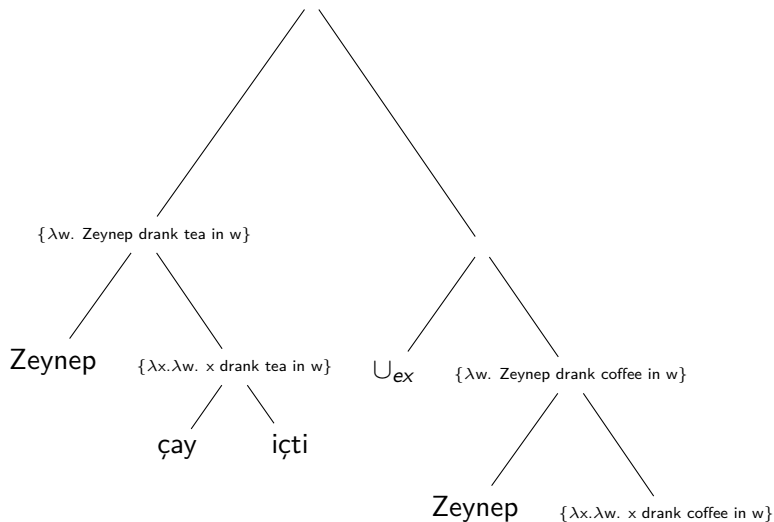 {λw. Zeynep drank tea in w}
Zeynep
{λx.λw. x drank tea in w}
∪ex
{λw. Zeynep drank coffee in w}
çay
içti
Zeynep
{λx.λw. x drank coffee in w}